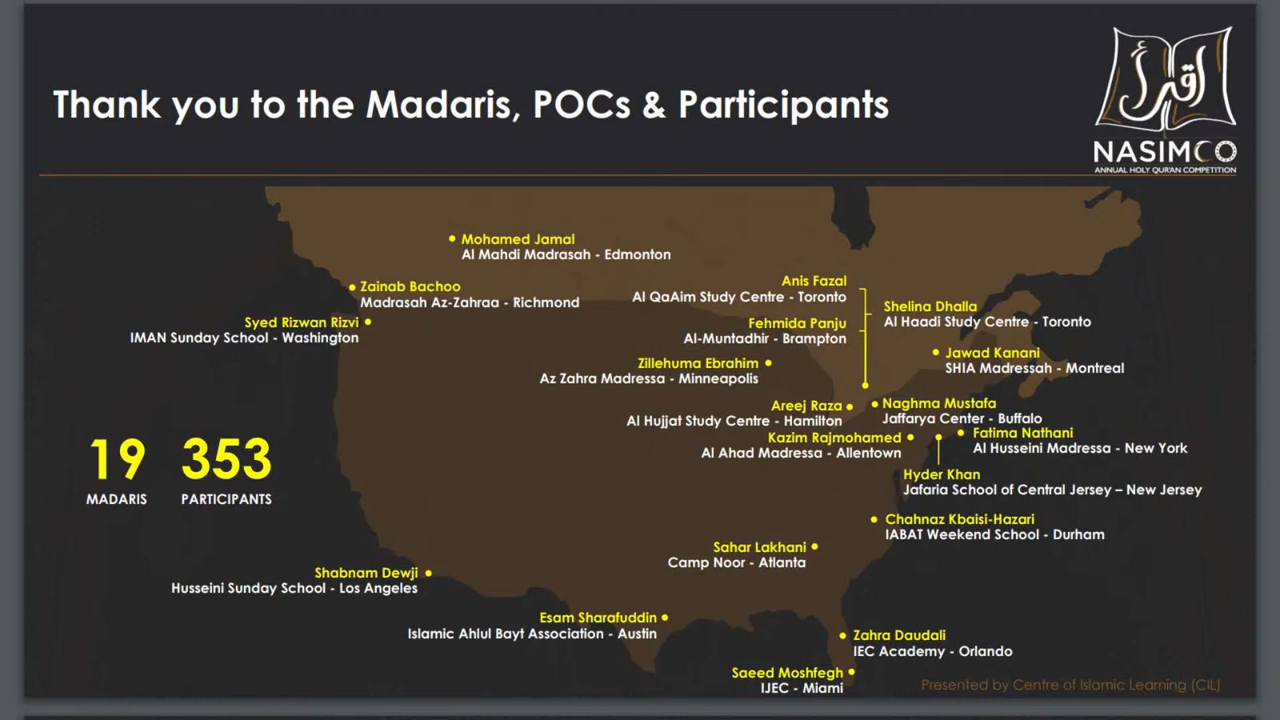 Thank you to the Madaris, POCs & Participants
اقرأ
NASIMCO
ANNUAL HOLY QUR'AN COMPETITION
Mohamed Jamal
Al Mahdi Madrasah - Edmonton
Zainab Bachoo
Madrasah Az-Zahraa - Richmond
Syed Rizwan Rizvi
IMAN Sunday School - Washington
Anis Fazal
Al QaAim Study Centre - Toronto
Shelina Dhalla
Al Haadi Study Centre - Toronto
Fehmida Panju
Al-Muntadhir - Brampton
Jawad Kanani
SHIA Madressah - Montreal
Zillehuma Ebrahim
Az Zahra Madressa - Minneapolis
Areej Raza
Al Hujjat Study Centre - Hamilton
Naghma Mustafa
Jaffarya Center - Buffalo
Kazim Rajmohamed
Al Ahad Madressa - Allentown
Fatima Nathani
Al Husseini Madressa - New York
Hyder Khan
Jafaria School of Central Jersey – New Jersey
19
MADARIS
353
PARTICIPANTS
Chahnaz Kbaisi-Hazari
IABAT Weekend School - Durham
Sahar Lakhani
Camp Noor - Atlanta
Shabnam Dewji
Husseini Sunday School - Los Angeles
Esam Sharafuddin
Islamic Ahlul Bayt Association - Austin
Zahra Daudali
IEC Academy - Orlando
Saeed Moshfegh
IJEC - Miami
Presented by Centre of Islamic Learning (CIL)